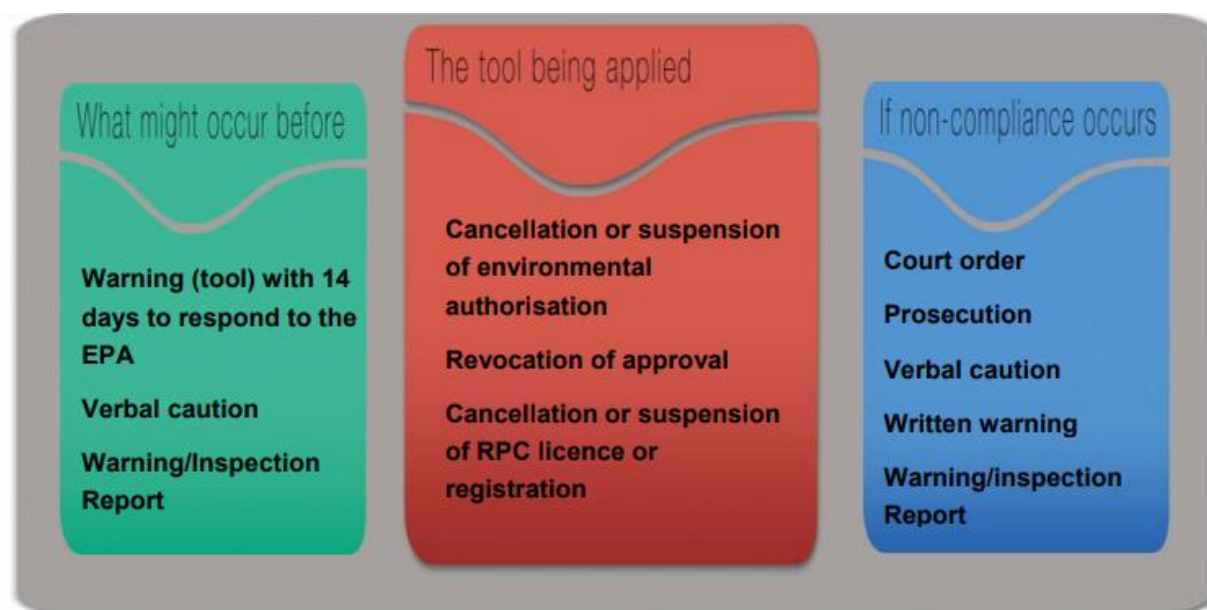 What might occur before
Warning (tool) with 14
days to respond to the
EPA
Verbal caution
Warning/Inspection
Report
The tool being applied
Cancellation or suspension
of environmental
authorisation
Revocation of approval
Cancellation or suspension
of RPC licence or
registration
If non-compliance occurs
Court order
Prosecution
Verbal caution
Written warning
Warning/inspection
Report